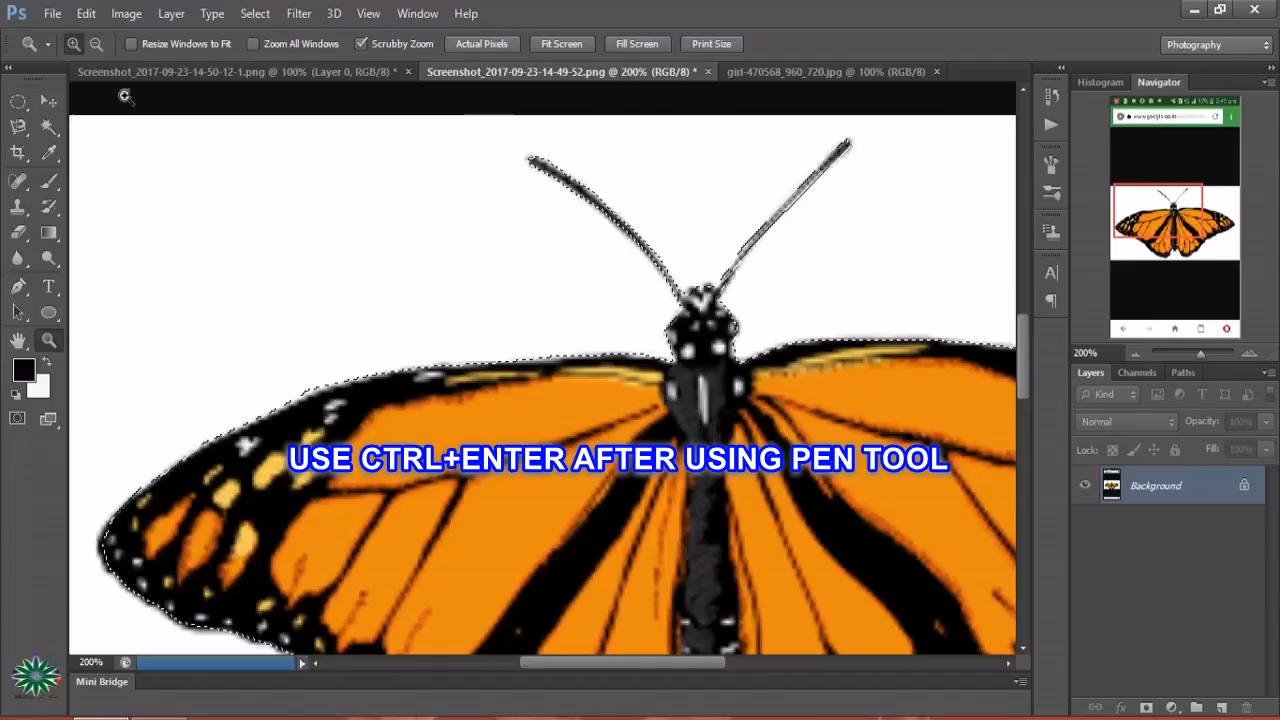 Ps File Edit Image Layer Type Select Filter 3D View Window Help
Resize Windows to Fit Zoom All Windows Scrubby Zoom Actual Pixels Fit Screen Fill Screen Print Size Photography
Screenshot_2017-09-23-14-50-12-1.png @ 100% (Layer 0, RGB/8) * × Screenshot_2017-09-23-14-49-52.png @ 200% (RGB/8) * × girl-470568_960_720.jpg @ 100% (RGB/8) ×
Histogram Navigator
200%
Layers Channels Paths
Kind
Normal Opacity: 100%
Lock: Fill: 100%
Background
USE CTRL+ENTER AFTER USING PEN TOOL
200%
Mini Bridge